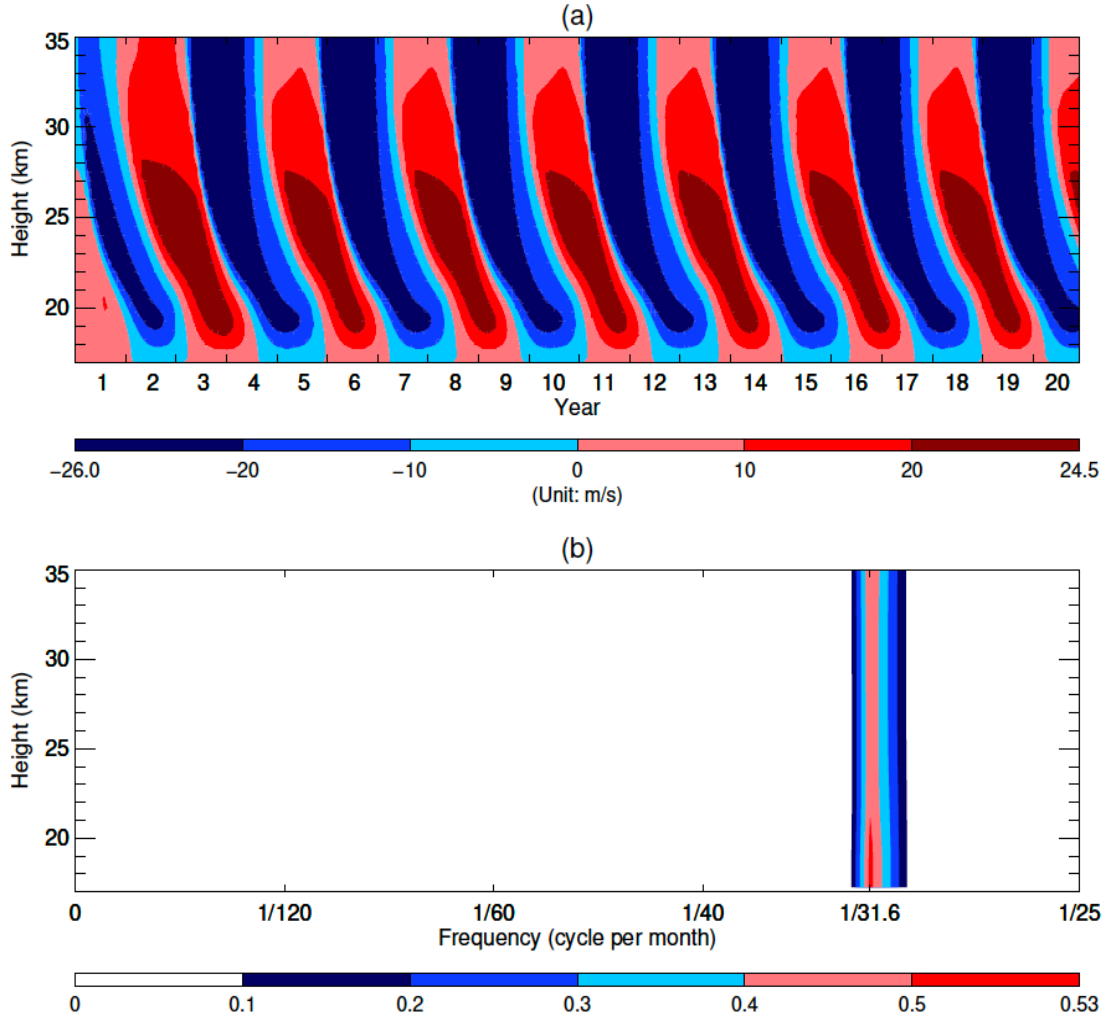 (a)
35
30
25
20
Height (km)
1 2 3 4 5 6 7 8 9 10 11 12 13 14 15 16 17 18 19 20
Year
−26.0 −20 −10 0 10 20 24.5
(Unit: m/s)
(b)
35
30
25
20
Height (km)
0 1/120 1/60 1/40 1/31.6 1/25
Frequency (cycle per month)
0 0.1 0.2 0.3 0.4 0.5 0.53